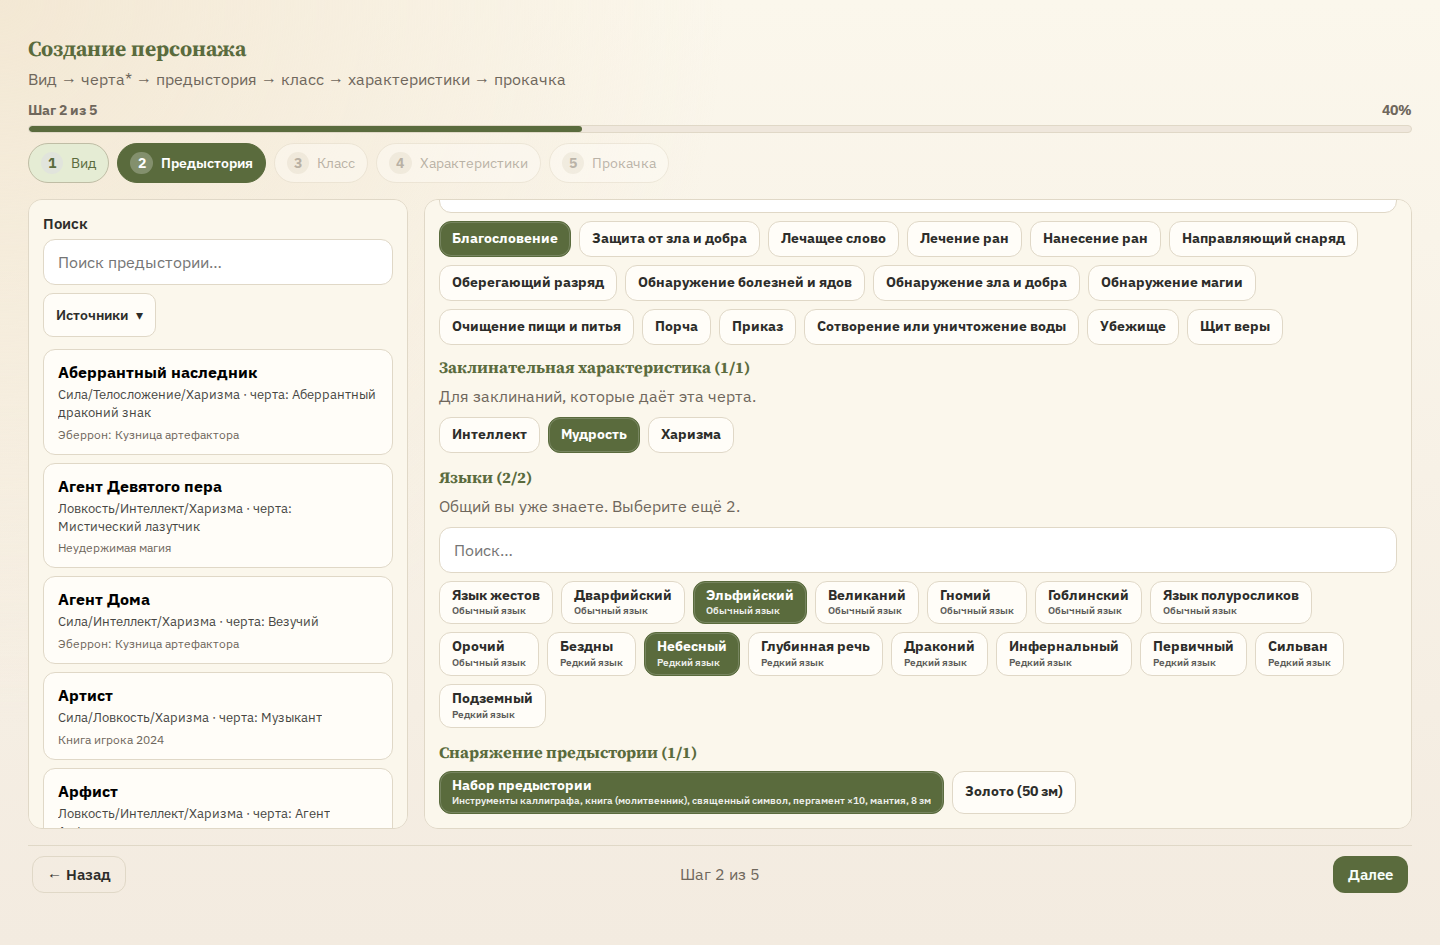 Создание персонажа
Вид → черта* → предыстория → класс → характеристики → прокачка
Шаг 2 из 5
40%
1 Вид
2 Предыстория
3 Класс
4 Характеристики
5 Прокачка
Поиск
Поиск предыстории...
Источники ▾
Аберрантный наследник
Сила/Телосложение/Харизма · черта: Аберрантный
драконий знак
Эберрон: Кузница артефактора
Агент Девятого пера
Ловкость/Интеллект/Харизма · черта:
Мистический лазутчик
Неудержимая магия
Агент Дома
Сила/Интеллект/Харизма · черта: Везучий
Эберрон: Кузница артефактора
Артист
Сила/Ловкость/Харизма · черта: Музыкант
Книга игрока 2024
Арфист
Ловкость/Интеллект/Харизма · черта: Агент
Благословение
Защита от зла и добра
Лечащее слово
Лечение ран
Нанесение ран
Направляющий снаряд
Оберегающий разряд
Обнаружение болезней и ядов
Обнаружение зла и добра
Обнаружение магии
Очищение пищи и питья
Порча
Приказ
Сотворение или уничтожение воды
Убежище
Щит веры
Заклинательная характеристика (1/1)
Для заклинаний, которые даёт эта черта.
Интеллект
Мудрость
Харизма
Языки (2/2)
Общий вы уже знаете. Выберите ещё 2.
Поиск...
Язык жестов
Обычный язык
Дварфийский
Обычный язык
Эльфийский
Обычный язык
Великаний
Обычный язык
Гномий
Обычный язык
Гоблинский
Обычный язык
Язык полуросликов
Обычный язык
Орочий
Обычный язык
Бездны
Редкий язык
Небесный
Редкий язык
Глубинная речь
Редкий язык
Драконий
Редкий язык
Инфернальный
Редкий язык
Первичный
Редкий язык
Сильван
Редкий язык
Подземный
Редкий язык
Снаряжение предыстории (1/1)
Набор предыстории
Инструменты каллиграфа, книга (молитвенник), священный символ, пергамент ×10, мантия, 8 зм
Золото (50 зм)
← Назад
Шаг 2 из 5
Далее